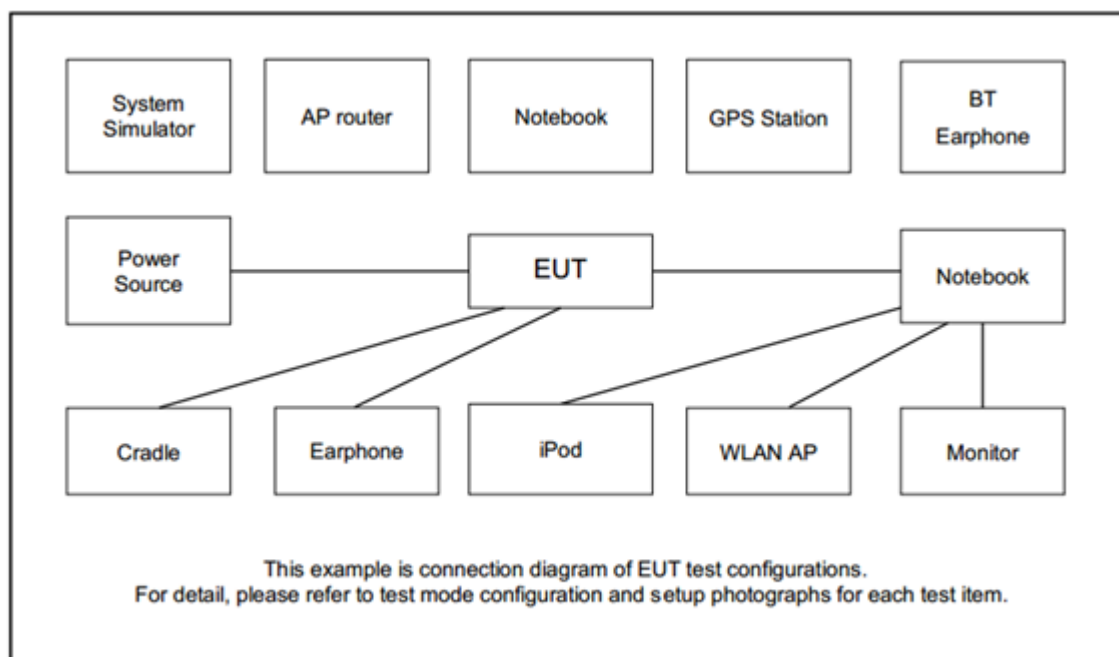 System
Simulator
AP router
Notebook
GPS Station
BT
Earphone
Power
Source
EUT
Notebook
Cradle
Earphone
iPod
WLAN AP
Monitor
This example is connection diagram of EUT test configurations.
For detail, please refer to test mode configuration and setup photographs for each test item.